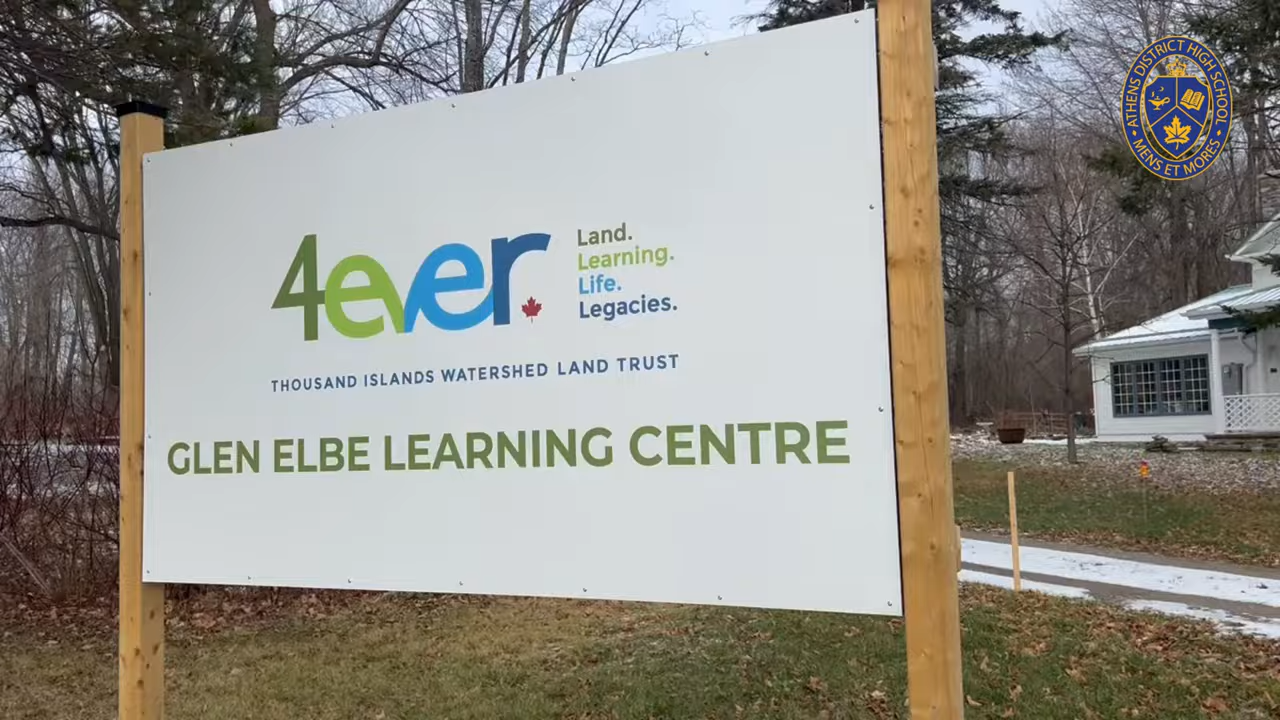 4ever
Land.
Learning.
Life.
Legacies.
THOUSAND ISLANDS WATERSHED LAND TRUST
GLEN ELBE LEARNING CENTRE
ATHENS DISTRICT HIGH SCHOOL
MENS ET MORES